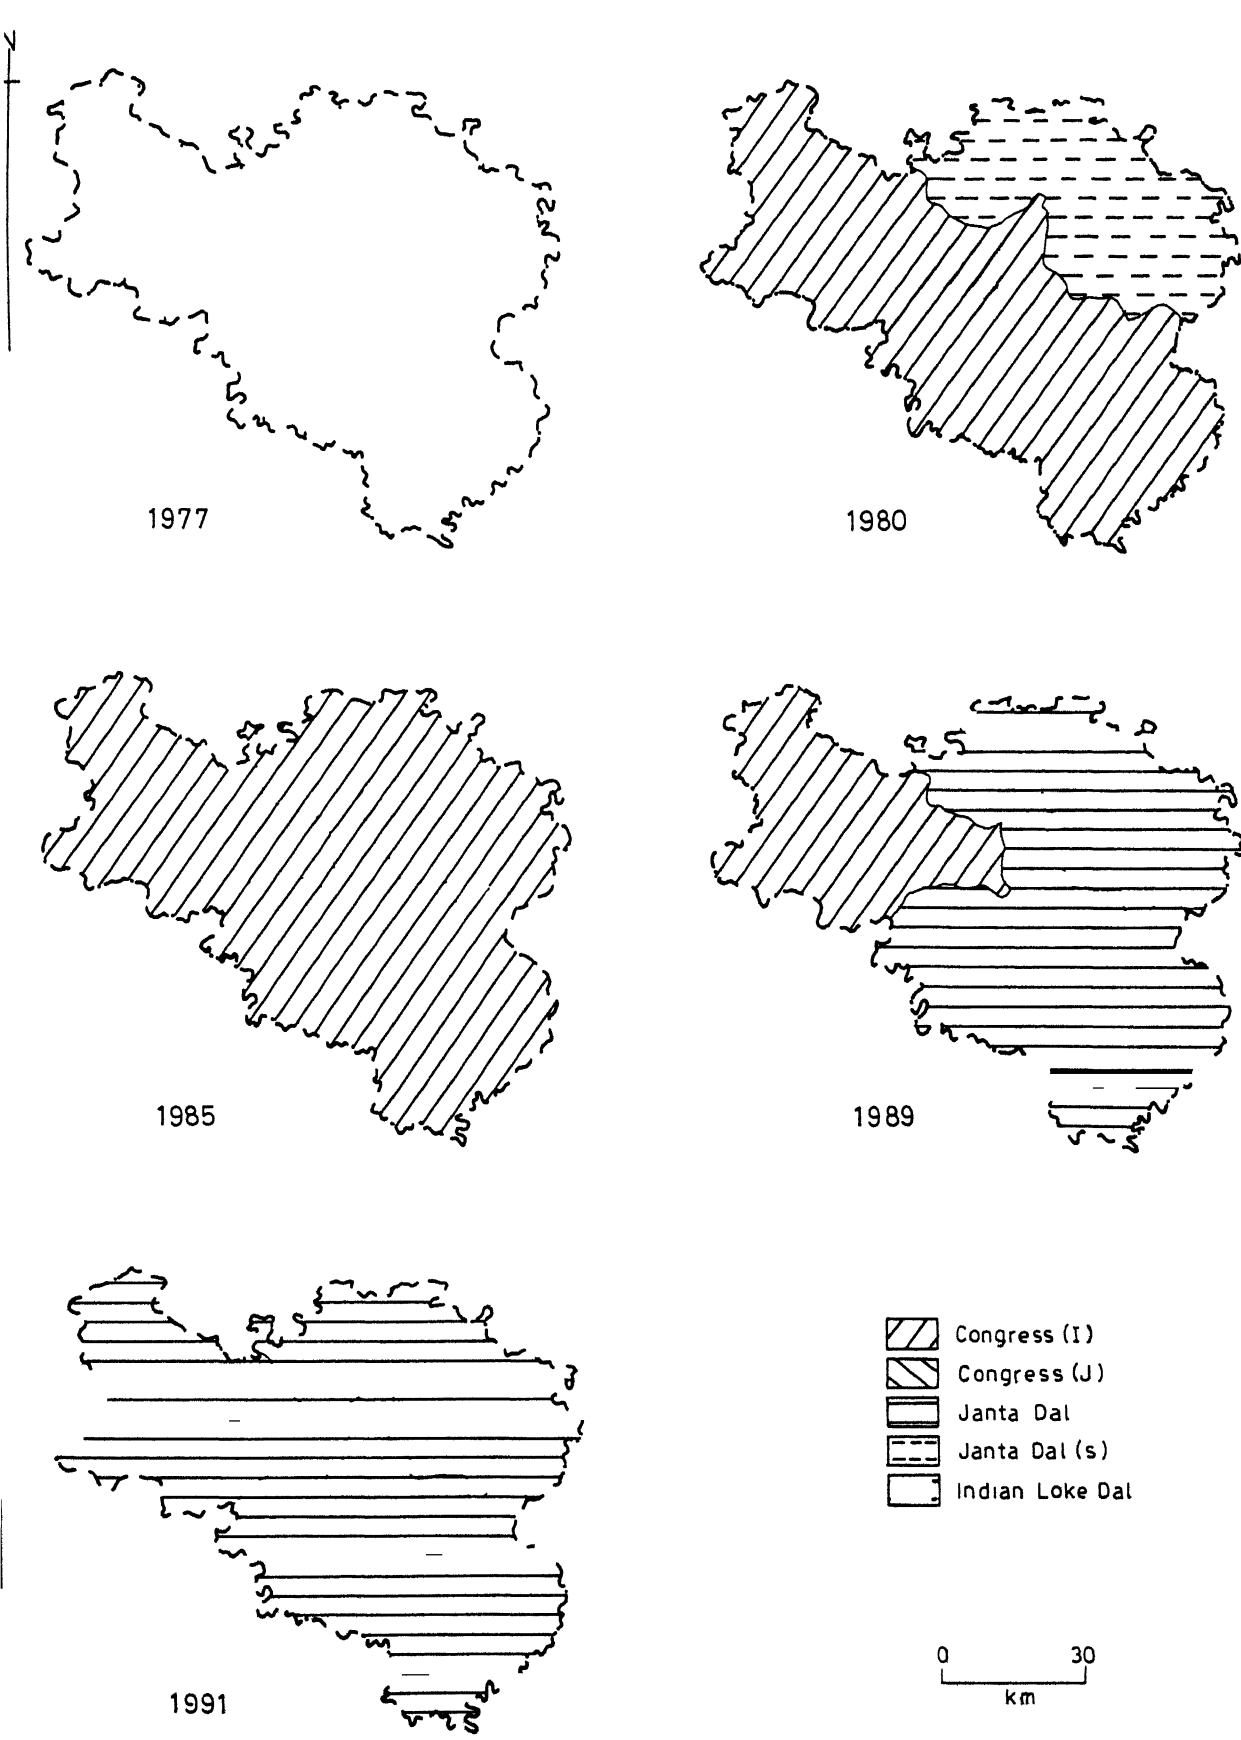 N
1977
1980
1985
1989
1991
Congress (I)
Congress (J)
Janta Dal
Janta Dal (s)
Indian Loke Dal
0 30
km